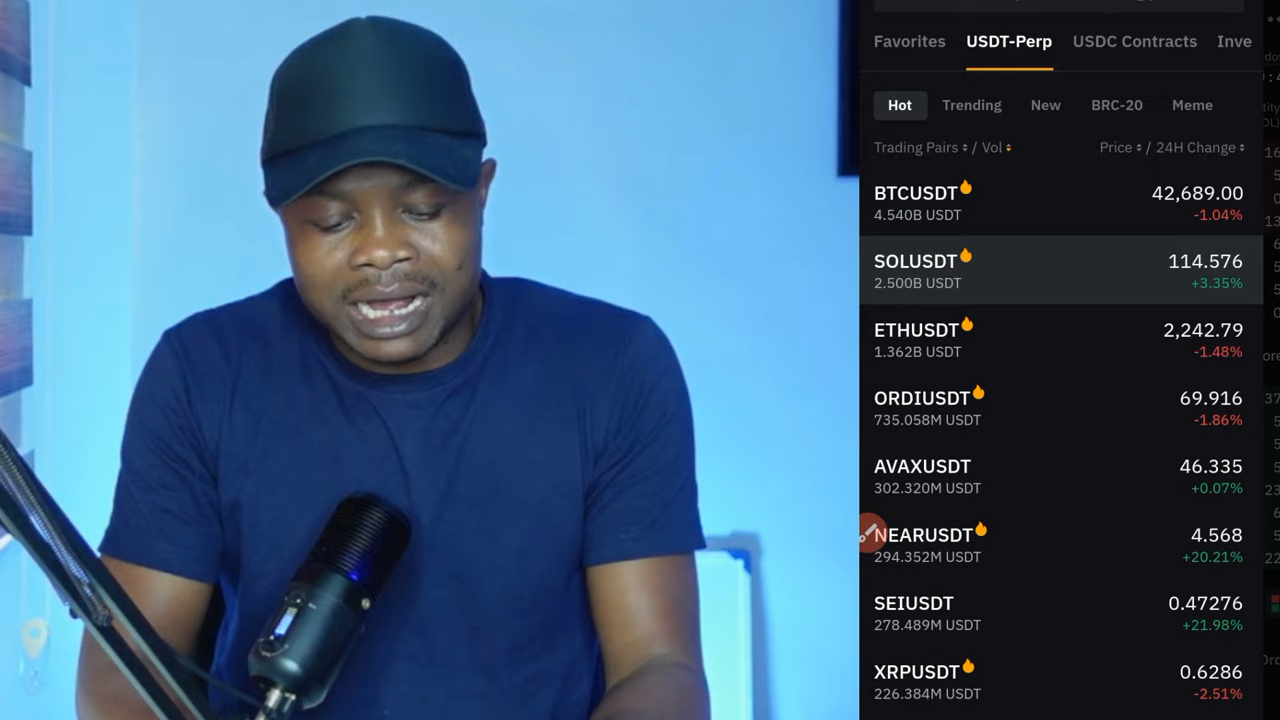 Favorites USDT-Perp USDC Contracts Inve
Hot Trending New BRC-20 Meme
Trading Pairs / Vol Price / 24H Change
BTCUSDT 42,689.00
4.540B USDT -1.04%
SOLUSDT 114.576
2.500B USDT +3.35%
ETHUSDT 2,242.79
1.362B USDT -1.48%
ORDIUSDT 69.916
735.058M USDT -1.86%
AVAXUSDT 46.335
302.320M USDT +0.07%
NEARUSDT 4.568
294.352M USDT +20.21%
SEIUSDT 0.47276
278.489M USDT +21.98%
XRPUSDT 0.6286
226.384M USDT -2.51%